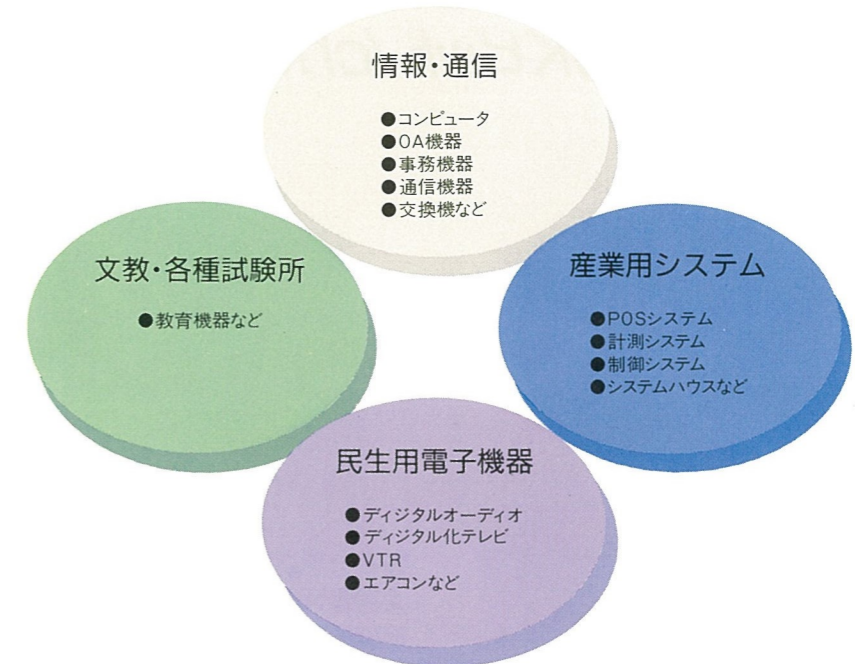 情報・通信
●コンピュータ
●OA機器
●事務機器
●通信機器
●交換機など
文教・各種試験所
●教育機器など
産業用システム
●POSシステム
●計測システム
●制御システム
●システムハウスなど
民生用電子機器
●ディジタルオーディオ
●ディジタル化テレビ
●VTR
●エアコンなど